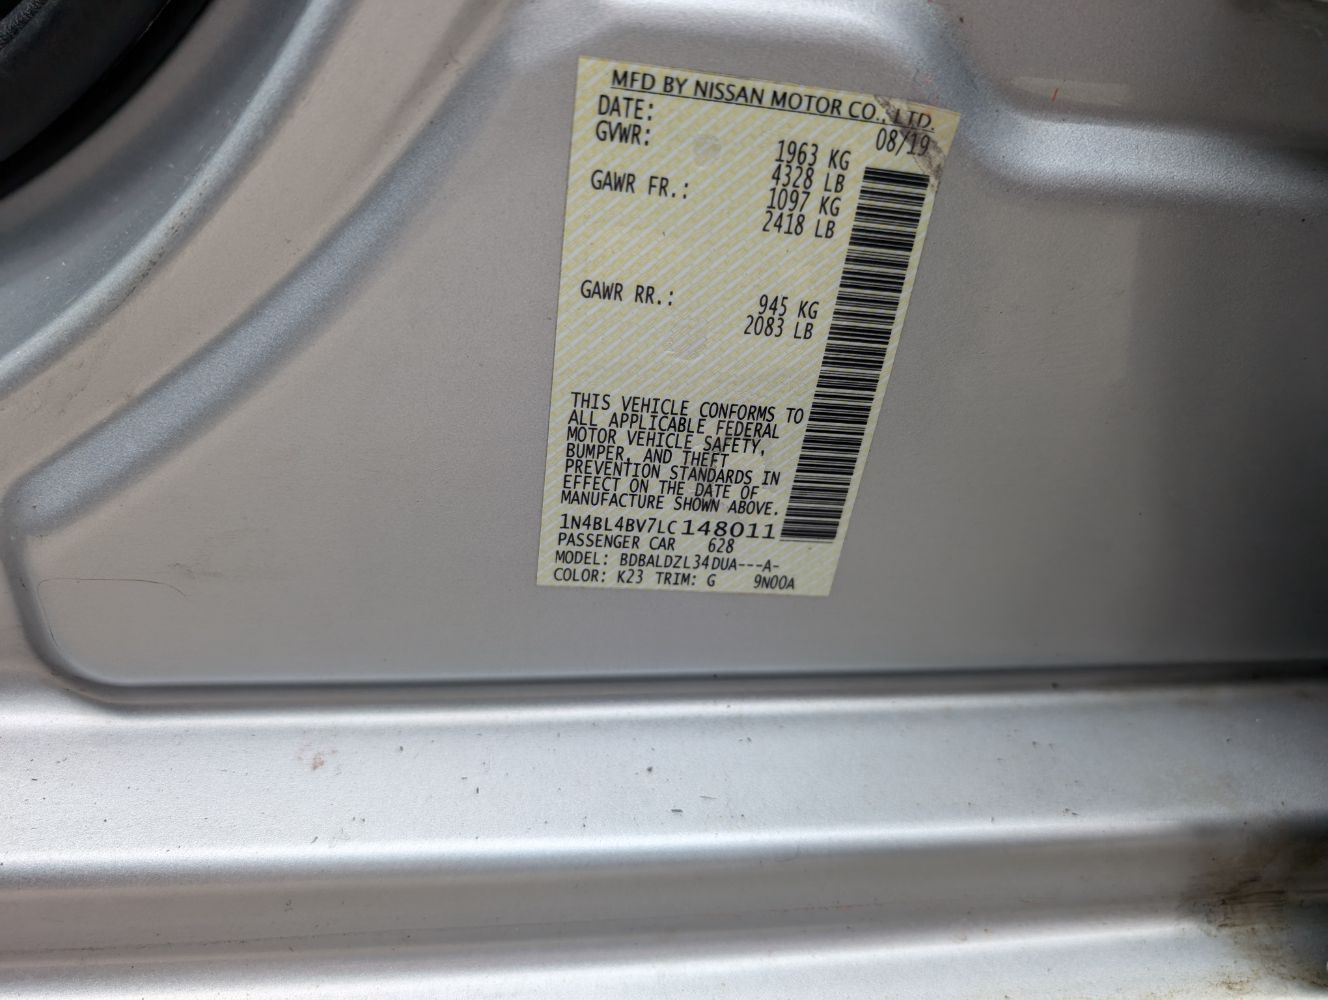 MFD BY NISSAN MOTOR CO., LTD.
DATE: 08/19
GVWR: 1963 KG
4328 LB
GAWR FR.: 1097 KG
2418 LB
GAWR RR.: 945 KG
2083 LB
THIS VEHICLE CONFORMS TO
ALL APPLICABLE FEDERAL
MOTOR VEHICLE SAFETY,
BUMPER, AND THEFT
PREVENTION STANDARDS IN
EFFECT ON THE DATE OF
MANUFACTURE SHOWN ABOVE.
1N4BL4BV7LC148011
PASSENGER CAR 628
MODEL: BDBALDZL34DUA---A-
COLOR: K23 TRIM: G 9N00A